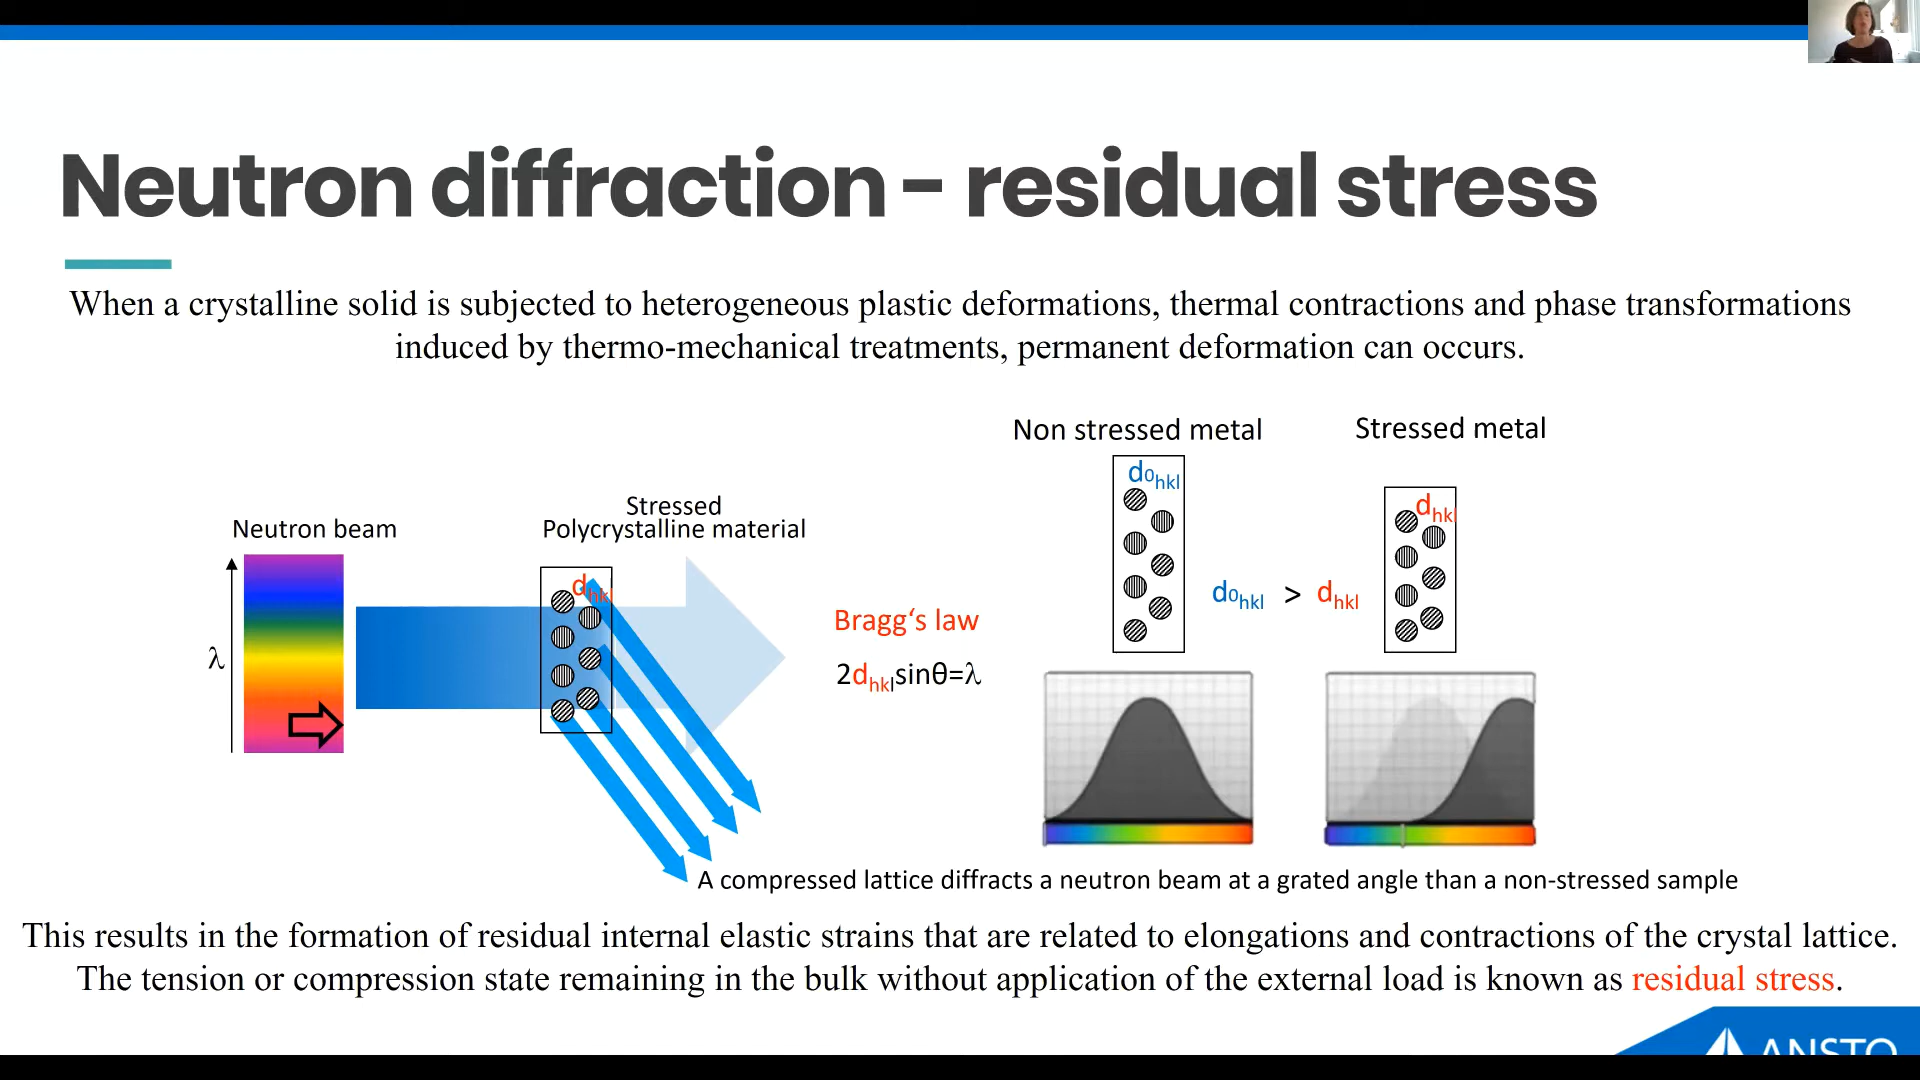 Neutron diffraction - residual stress
When a crystalline solid is subjected to heterogeneous plastic deformations, thermal contractions and phase transformations
induced by thermo-mechanical treatments, permanent deformation can occurs.
Neutron beam
λ
Stressed
Polycrystalline material
dhkl
Bragg‘s law
2dhklsinθ=λ
Non stressed metal
d0hkl
Stressed metal
dhkl
d0hkl > dhkl
A compressed lattice diffracts a neutron beam at a grated angle than a non-stressed sample
This results in the formation of residual internal elastic strains that are related to elongations and contractions of the crystal lattice.
The tension or compression state remaining in the bulk without application of the external load is known as residual stress.
ANSTO